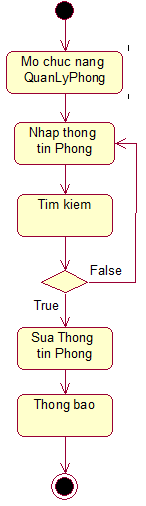 Mo chuc nang
QuanLyPhong
Nhap thong
tin Phong
Tim kiem
False
True
Sua Thong
tin Phong
Thong bao